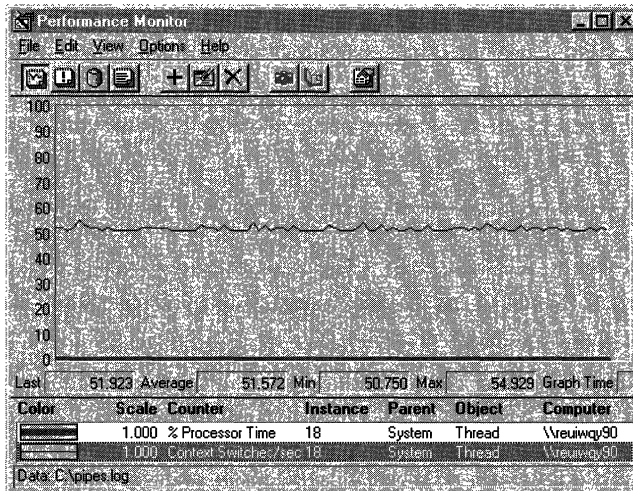 Performance Monitor
File Edit View Options Help
100
90
80
70
60
50
40
30
20
10
0
Last 51.923 Average 51.572 Min 50.750 Max 54.929 Graph Time
Color Scale Counter Instance Parent Object Computer
1.000 % Processor Time 18 System Thread \\reuiwqy90
1.000 Context Switches/sec 18 System Thread \\reuiwqy90
Data: C:\pipes.log